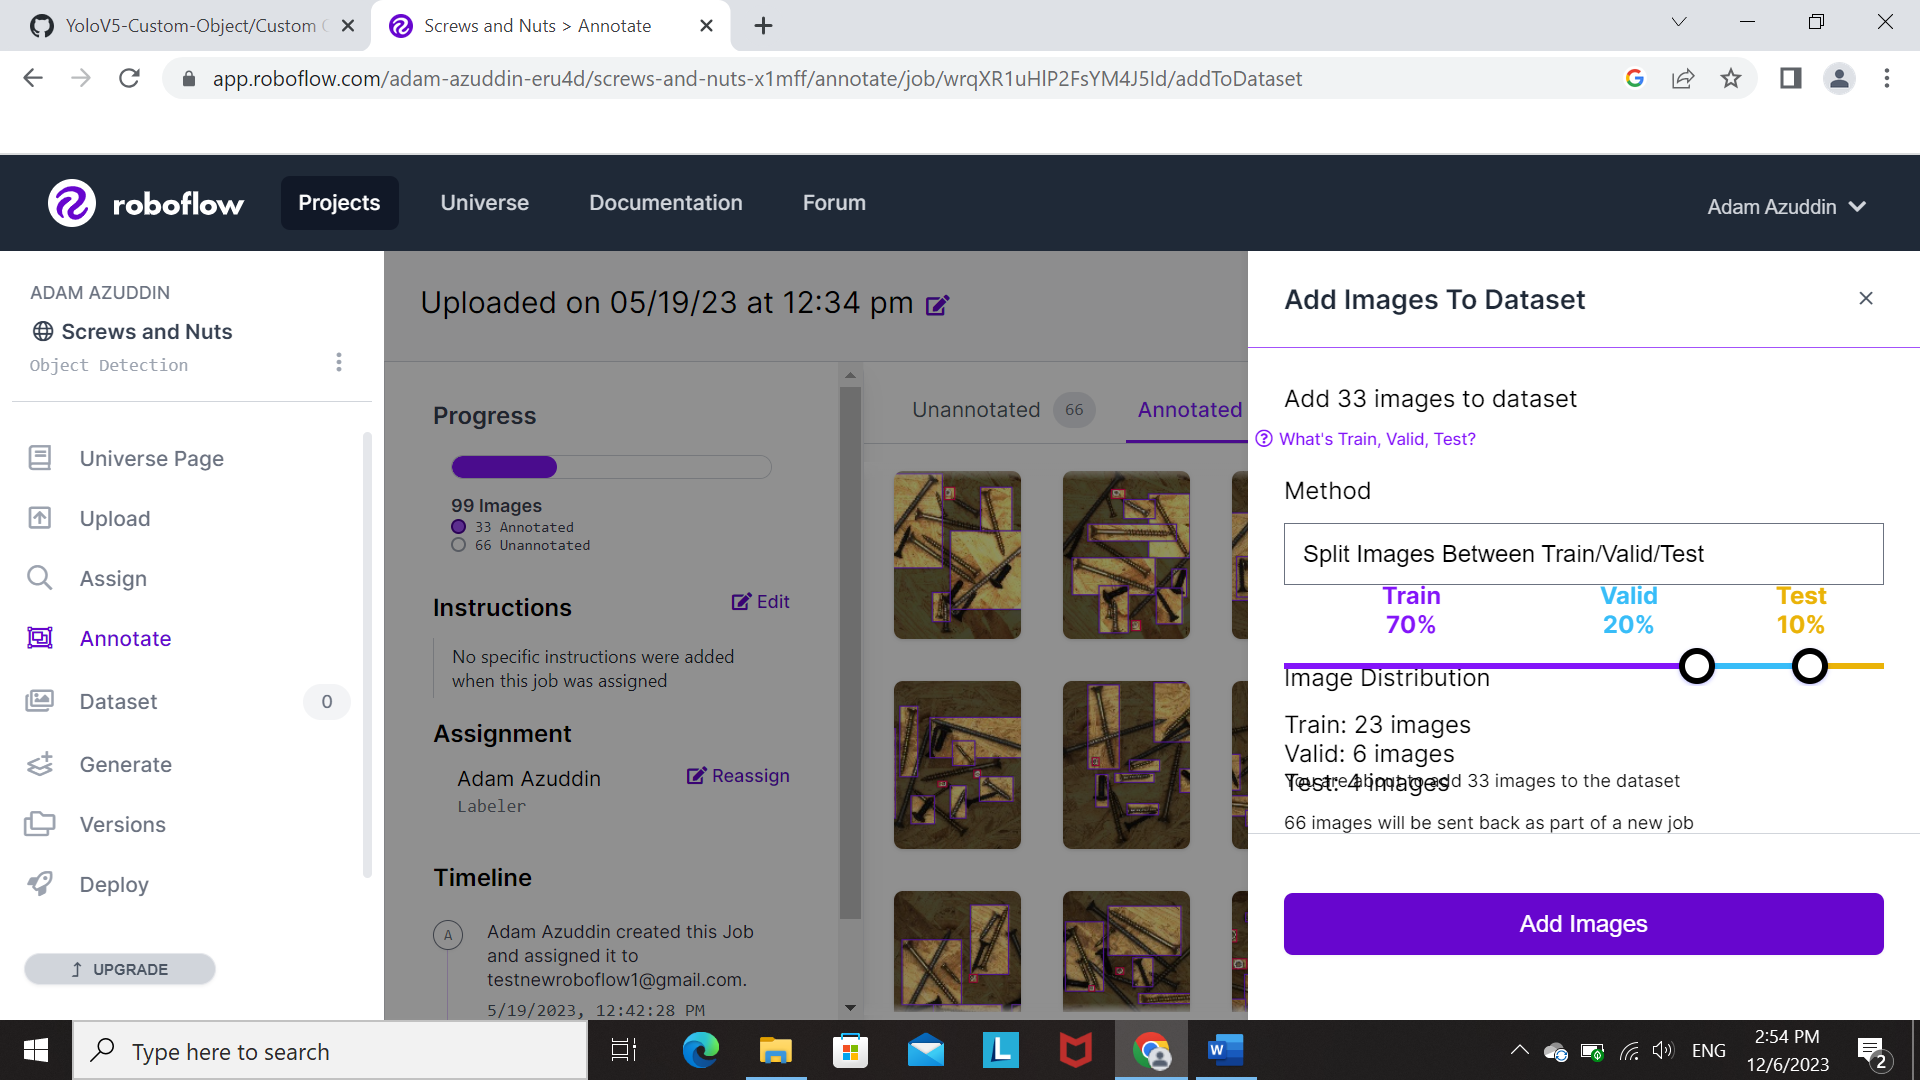 YoloV5-Custom-Object/Custom
Screws and Nuts > Annotate
app.roboflow.com/adam-azuddin-eru4d/screws-and-nuts-x1mff/annotate/job/wrqXR1uHlP2FsYM4J5Id/addToDataset
roboflow
Projects
Universe
Documentation
Forum
Adam Azuddin
ADAM AZUDDIN
Screws and Nuts
Object Detection
Universe Page
Upload
Assign
Annotate
Dataset 0
Generate
Versions
Deploy
UPGRADE
Uploaded on 05/19/23 at 12:34 pm
Progress
99 Images
33 Annotated
66 Unannotated
Instructions
Edit
No specific instructions were added
when this job was assigned
Assignment
Adam Azuddin
Reassign
Labeler
Timeline
A
Adam Azuddin created this Job
and assigned it to
testnewroboflow1@gmail.com.
5/19/2023, 12:42:28 PM
Unannotated 66
Annotated
Add Images To Dataset
Add 33 images to dataset
What's Train, Valid, Test?
Method
Split Images Between Train/Valid/Test
Train Valid Test
70% 20% 10%
Image Distribution
Train: 23 images
Valid: 6 images
Test: 4 images
You are about to add 33 images to the dataset
66 images will be sent back as part of a new job
Add Images
Type here to search
L
W
ENG
2:54 PM
12/6/2023
2